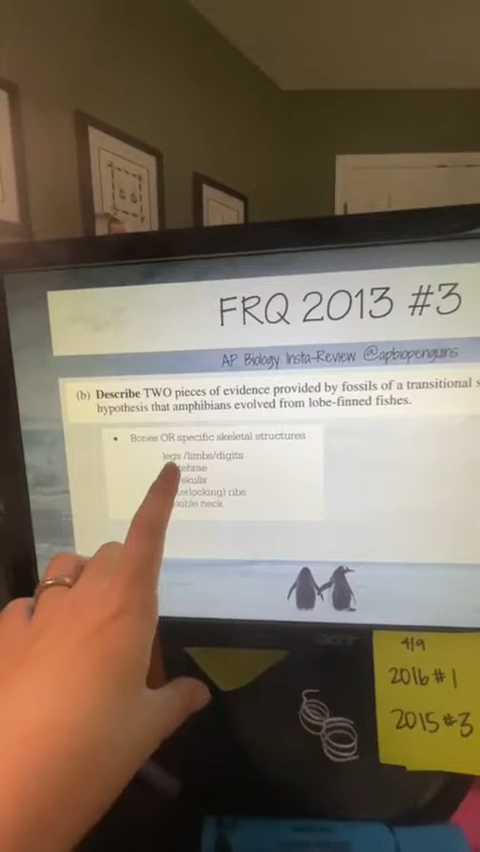 FRQ 2013 #3
AP Biology Insta-Review @apbiopenguins
(b) Describe TWO pieces of evidence provided by fossils of a transitional
hypothesis that amphibians evolved from lobe-finned fishes.
• Bones OR specific skeletal structures
legs /limbs/digits
skulls
ribs
neck
acer
4/9
2016 #1
2015 #3